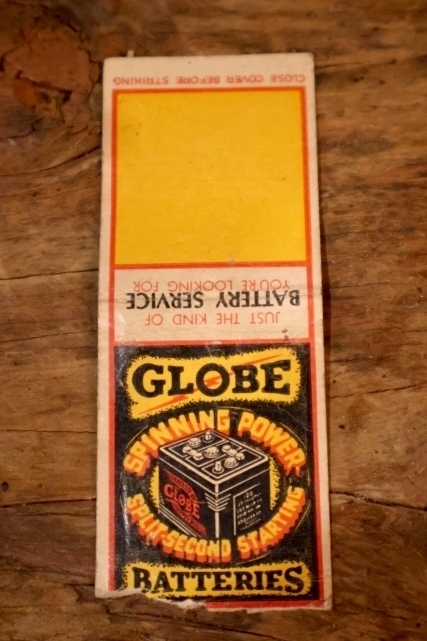 CLOSE COVER BEFORE STRIKING
JUST THE KIND OF
BATTERY SERVICE
YOU'RE LOOKING FOR
GLOBE
SPINNING POWER-
SPLIT-SECOND STARTING
GLOBE
BATTERIES